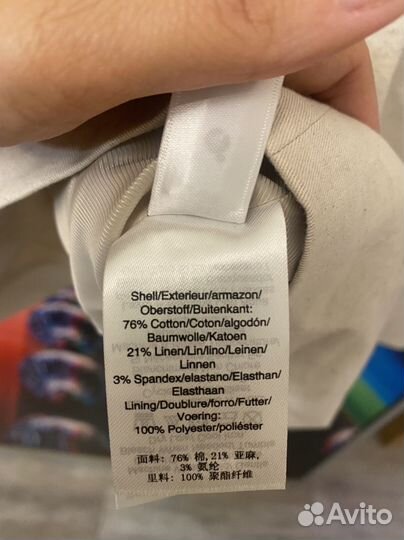 Shell/Exterieur/armazon/
Oberstoff/Buitenkant:
76% Cotton/Coton/algodón/
Baumwolle/Katoen
21% Linen/Lin/lino/Leinen/
Linnen
3% Spandex/elastano/Elasthan/
Elasthaan
Lining/Doublure/forro/Futter/
Voering:
100% Polyester/poliéster
面料: 76% 棉, 21% 亚麻,
3% 氨纶
里料: 100% 聚酯纤维
Avito